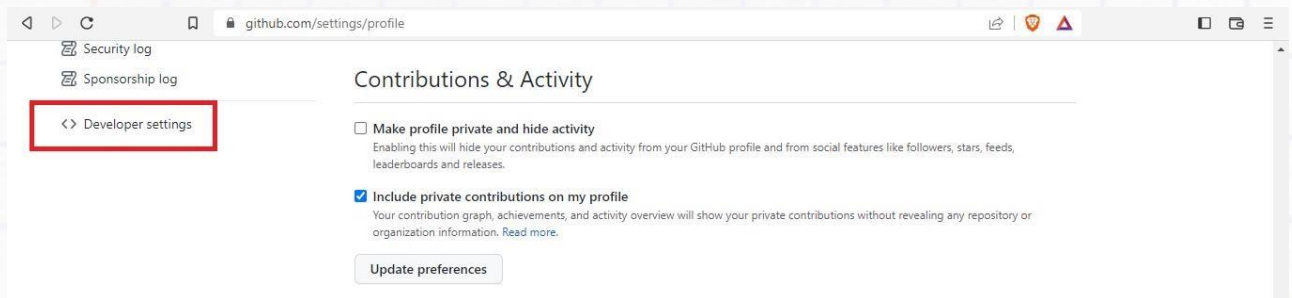 github.com/settings/profile
Security log
Sponsorship log
<> Developer settings
Contributions & Activity
Make profile private and hide activity
Enabling this will hide your contributions and activity from your GitHub profile and from social features like followers, stars, feeds,
leaderboards and releases.
Include private contributions on my profile
Your contribution graph, achievements, and activity overview will show your private contributions without revealing any repository or
organization information. Read more.
Update preferences